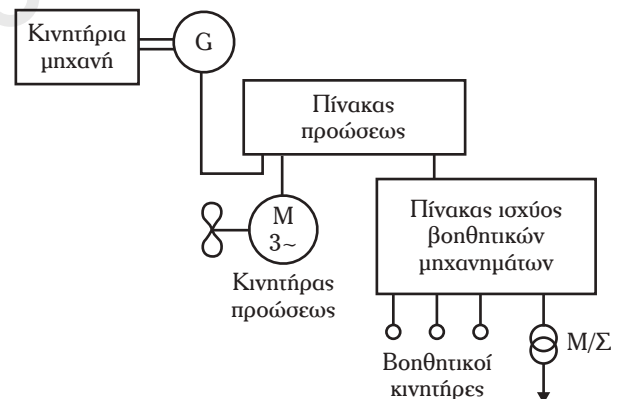 Κινητήρια
μηχανή
G
Πίνακας
προώσεως
M
3~
Κινητήρας
προώσεως
Πίνακας ισχύος
βοηθητικών
μηχανημάτων
Βοηθητικοί
κινητήρες
Μ/Σ